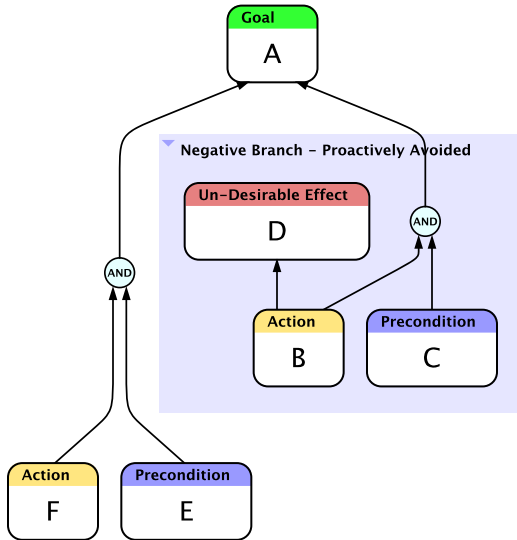 Goal
A
Negative Branch – Proactively Avoided
Un-Desirable Effect
D
AND
AND
Action
B
Precondition
C
Action
F
Precondition
E